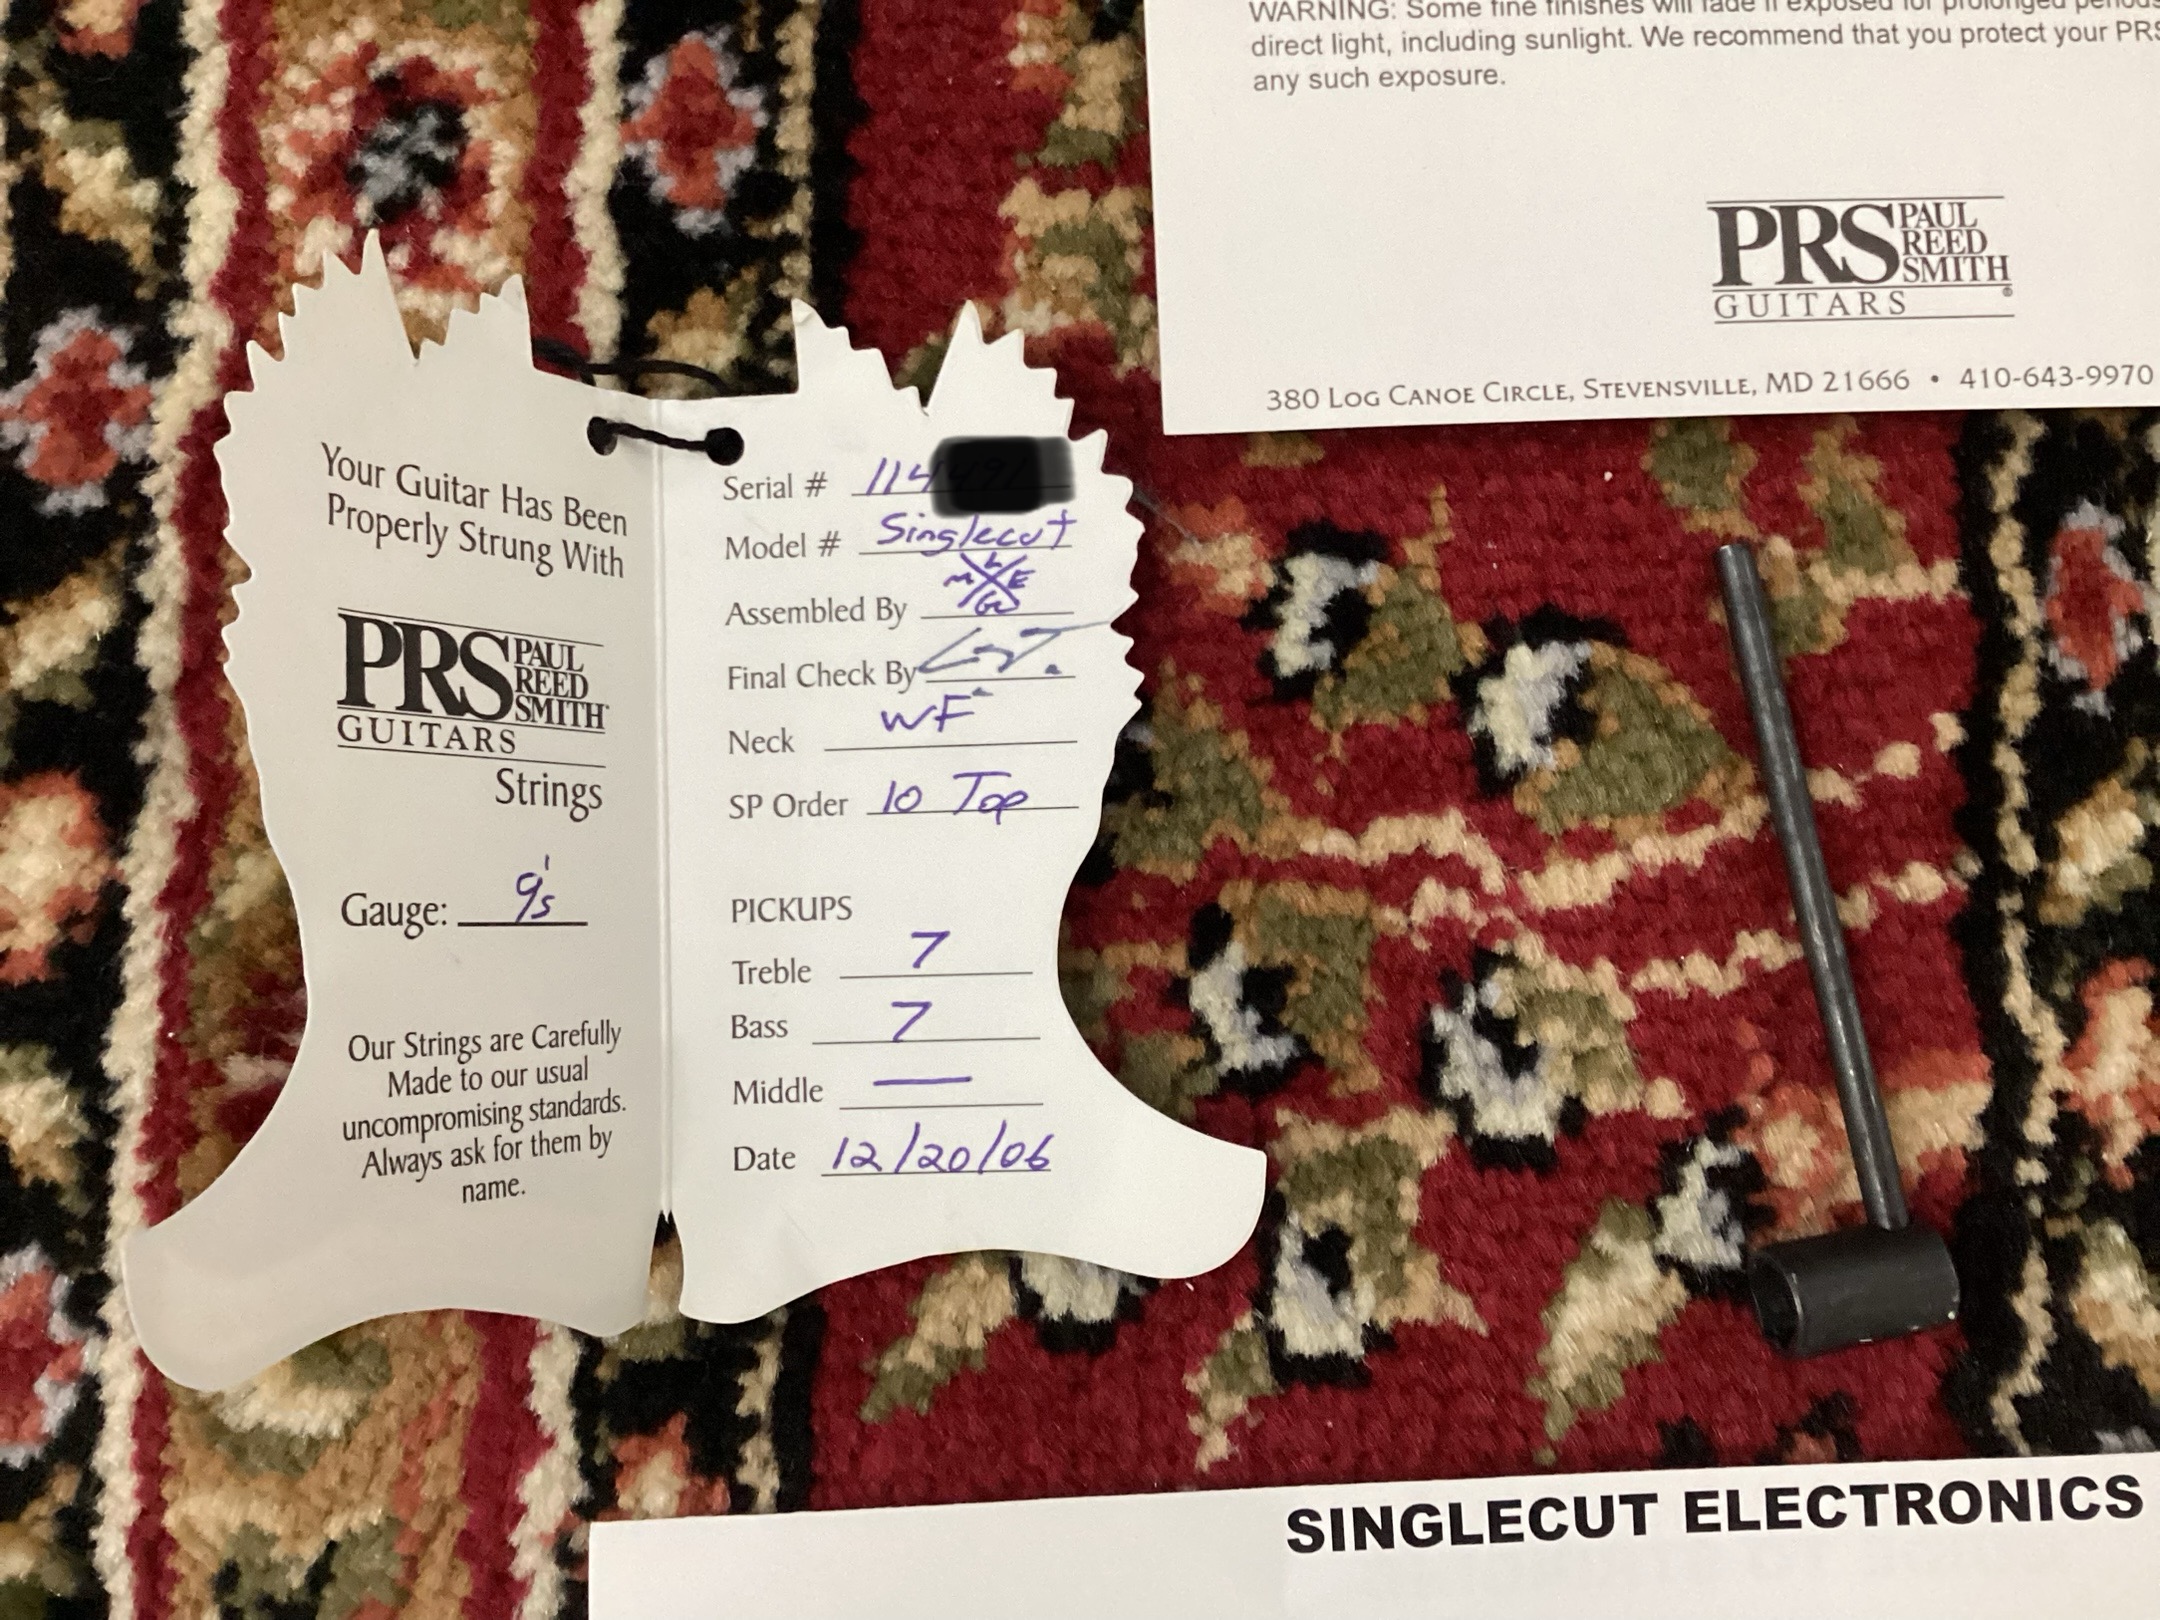 WARNING: Some fine finishes will fade if exposed for prolonged periods
direct light, including sunlight. We recommend that you protect your PRS
any such exposure.
PRS PAUL
REED
SMITH®
GUITARS
380 LOG CANOE CIRCLE, STEVENSVILLE, MD 21666 • 410-643-9970
Your Guitar Has Been
Properly Strung With
PRS PAUL
REED
SMITH
GUITARS
Strings
Gauge: 9's
Our Strings are Carefully
Made to our usual
uncompromising standards.
Always ask for them by
name.
Serial # 114
Model # Singlecut
Assembled By M L E
Final Check By
Neck WF
SP Order 10 Top
PICKUPS
Treble 7
Bass 7
Middle —
Date 12/20/06
SINGLECUT ELECTRONICS